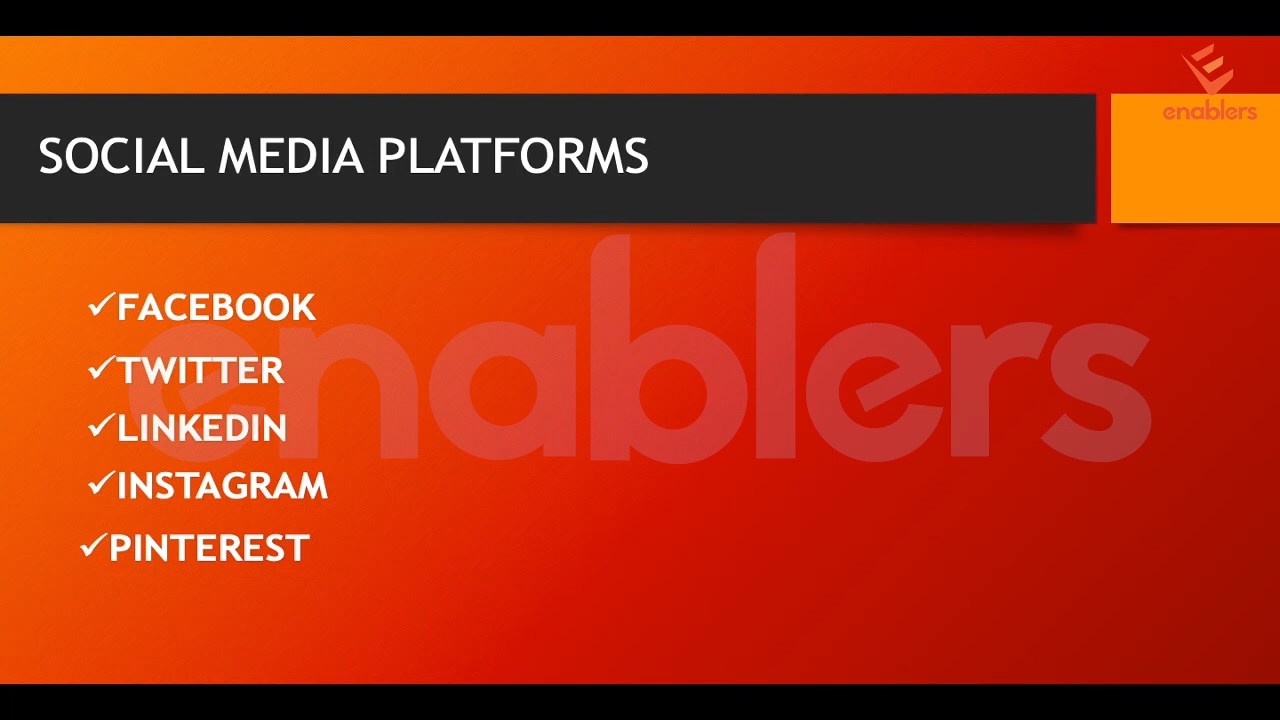 enablers
SOCIAL MEDIA PLATFORMS
✓FACEBOOK
✓TWITTER
✓LINKEDIN
✓INSTAGRAM
✓PINTEREST
enablers